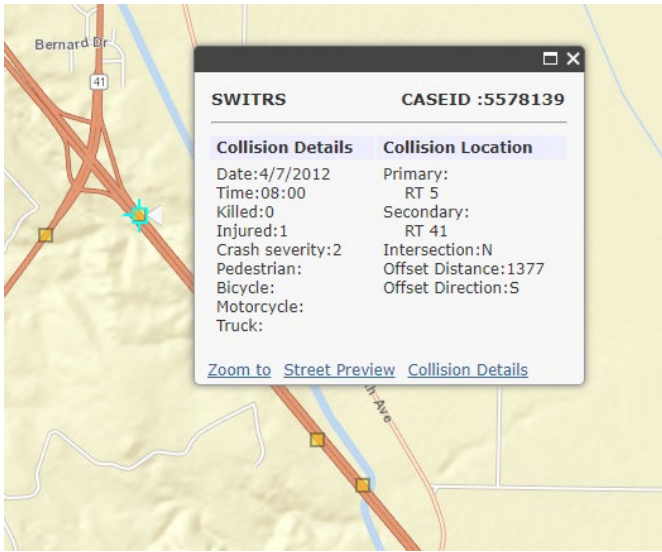 Bernard Dr
41
SWITRS CASEID :5578139
Collision Details Collision Location
Date:4/7/2012 Primary:
Time:08:00 RT 5
Killed:0 Secondary:
Injured:1 RT 41
Crash severity:2 Intersection:N
Pedestrian: Offset Distance:1377
Bicycle: Offset Direction:S
Motorcycle:
Truck:
Zoom to Street Preview Collision Details
Ave